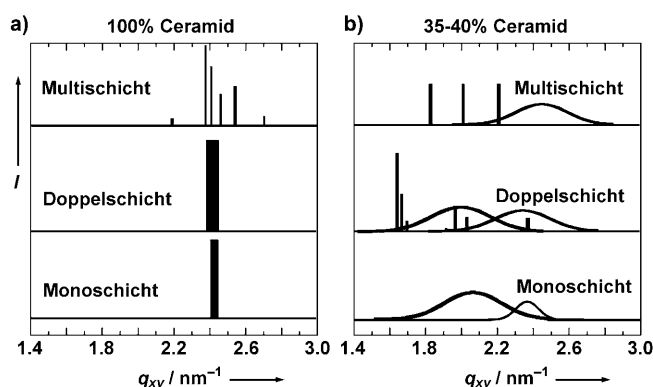 a) 100% Ceramid
b) 35-40% Ceramid
Multischicht
Doppelschicht
Monoschicht
Multischicht
Doppelschicht
Monoschicht
I
1.4 1.8 2.2 2.6 3.0
1.4 1.8 2.2 2.6 3.0
qxy / nm⁻¹
qxy / nm⁻¹